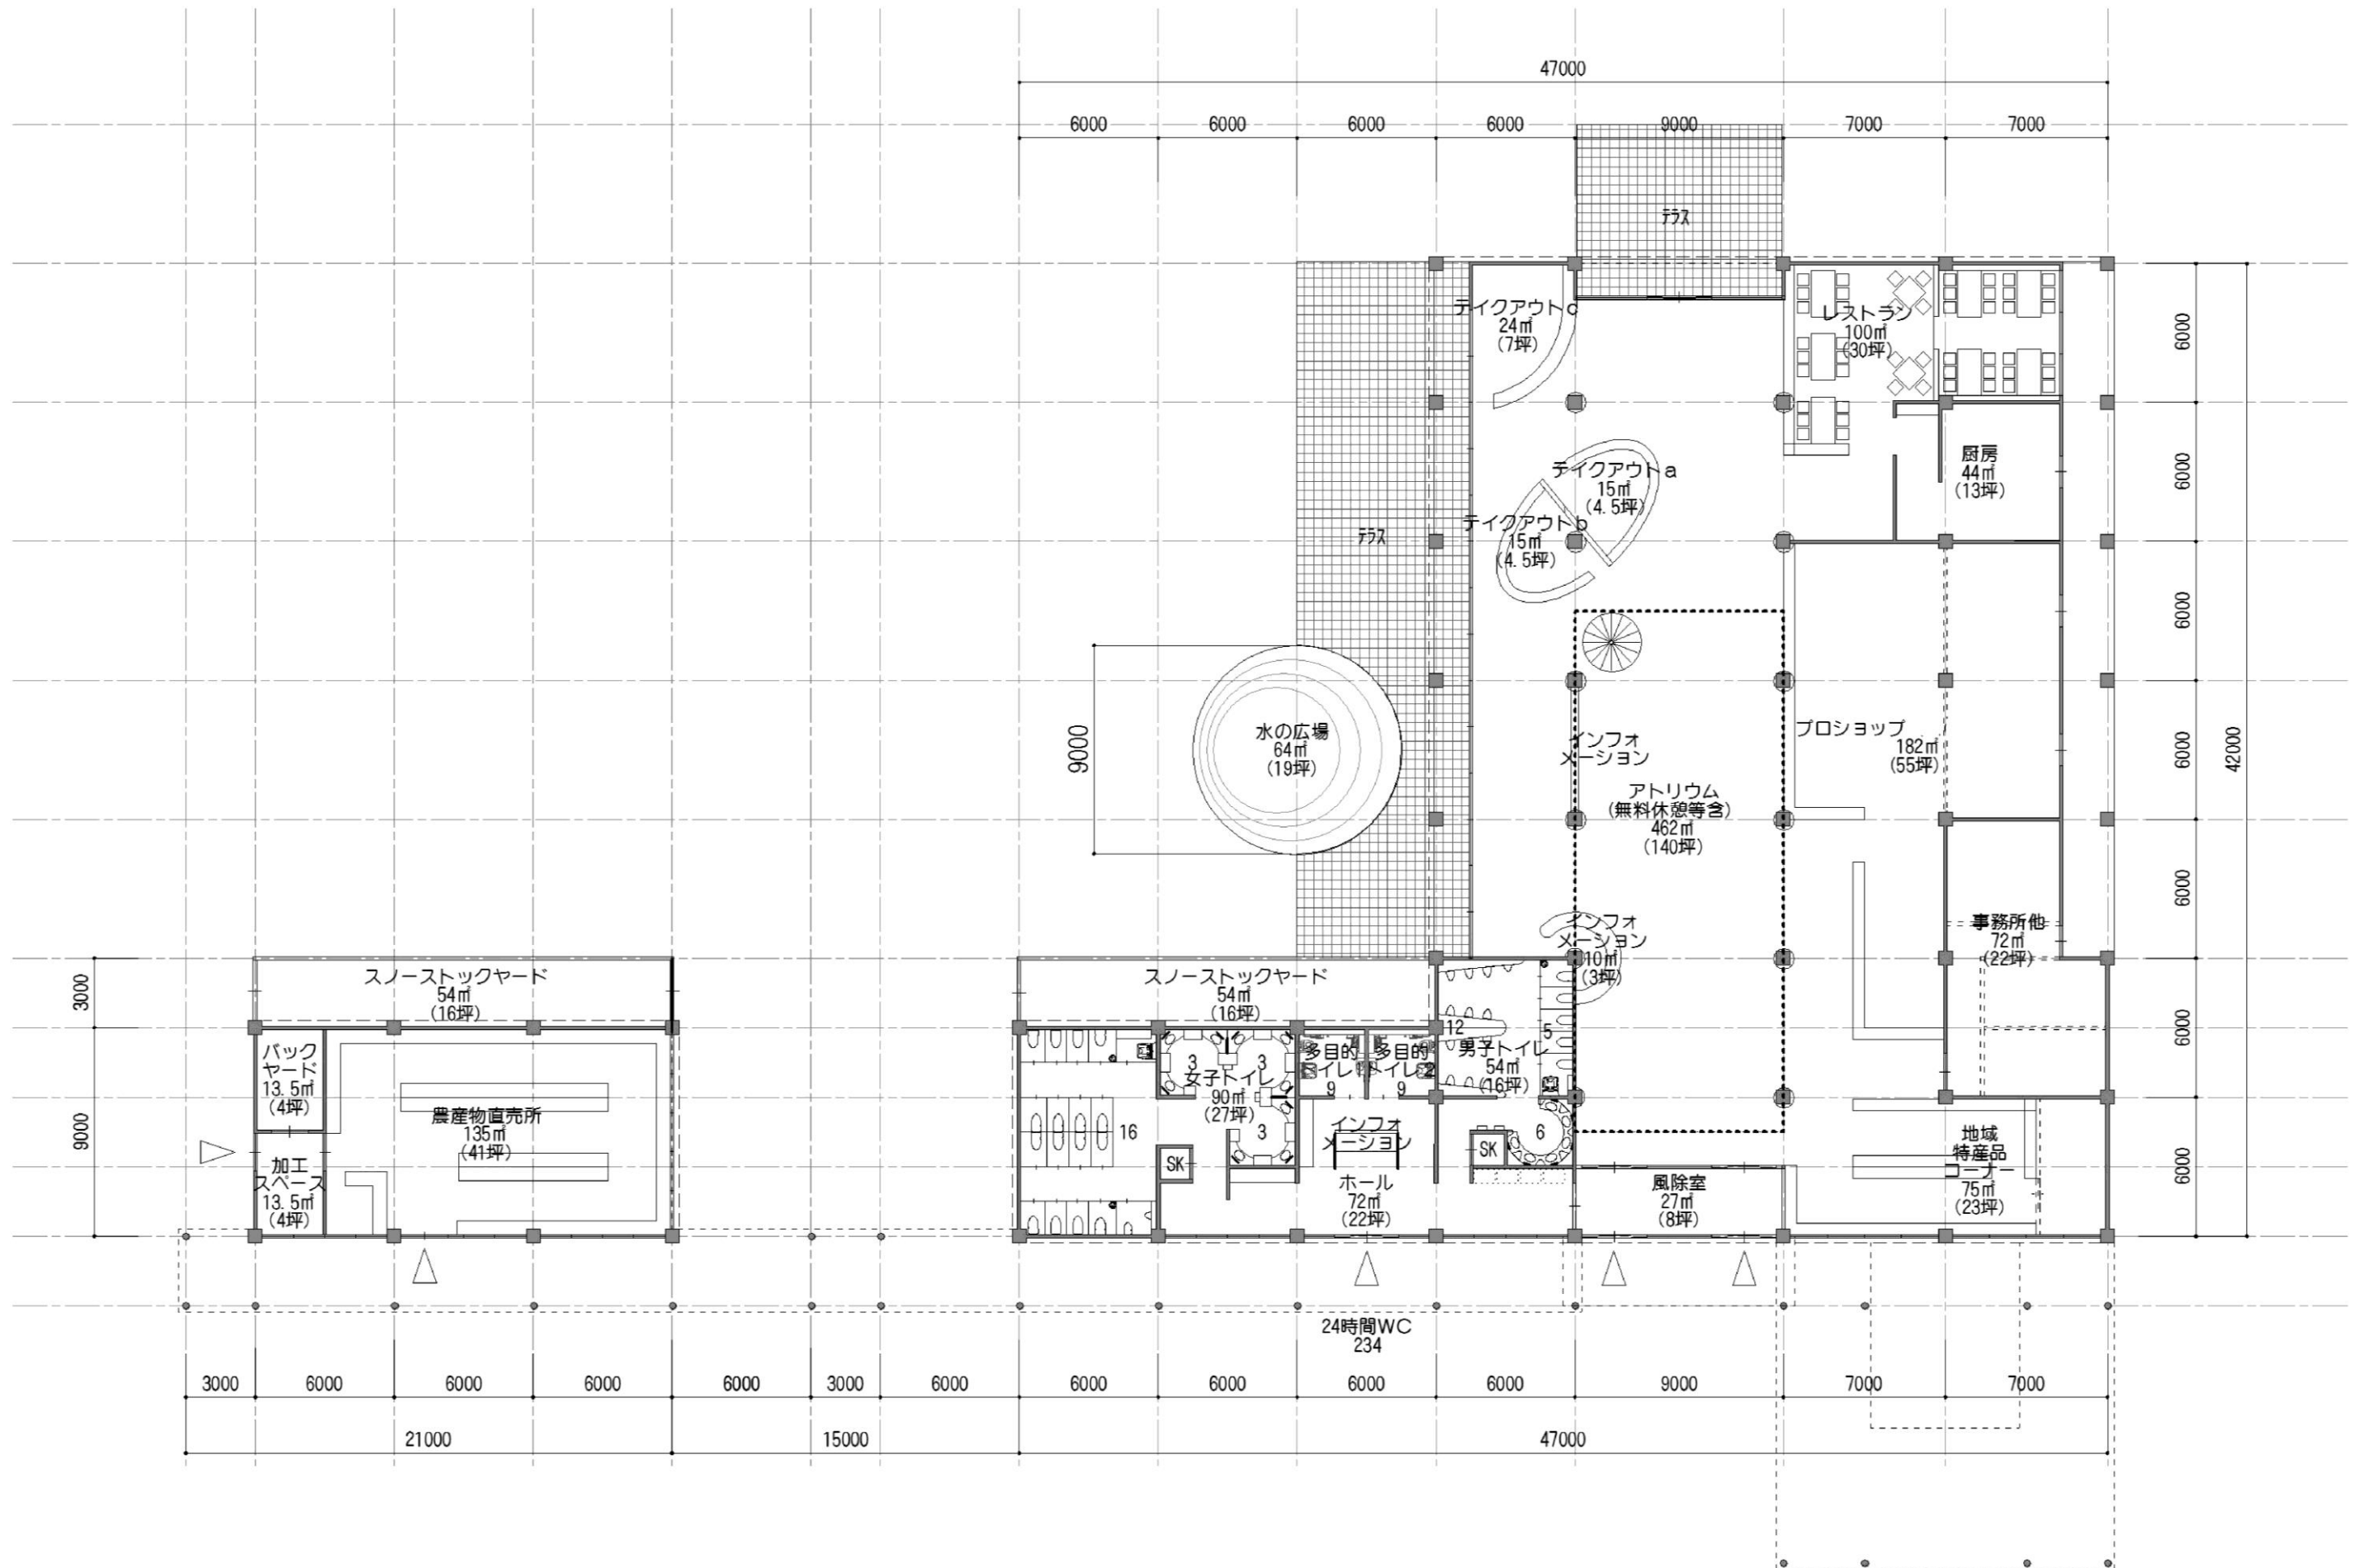 47000
6000
6000
6000
6000
9000
7000
7000
テラス
テイクアウトc
24㎡
(7坪)
レストラン
100㎡
(30坪)
6000
厨房
44㎡
(13坪)
6000
テイクアウトa
15㎡
(4.5坪)
テイクアウトb
15㎡
(4.5坪)
テラス
6000
水の広場
64㎡
(19坪)
9000
インフォ
メーション
プロショップ
182㎡
(55坪)
6000
42000
アトリウム
(無料休憩等含)
462㎡
(140坪)
6000
インフォ
メーション
10㎡
(3坪)
事務所他
72㎡
(22坪)
3000
スノーストックヤード
54㎡
(16坪)
スノーストックヤード
54㎡
(16坪)
12
5
6000
バック
ヤード
13.5㎡
(4坪)
農産物直売所
135㎡
(41坪)
9000
加工
スペース
13.5㎡
(4坪)
3
3
女子トイレ
90㎡
(27坪)
3
16
SK
多目的
トイレ
9
多目的
トイレ2
9
男子トイレ
54㎡
(16坪)
インフォ
メーション
6
SK
ホール
72㎡
(22坪)
風除室
27㎡
(8坪)
地域
特産品
コーナー
75㎡
(23坪)
6000
24時間WC
234
3000
6000
6000
6000
6000
3000
6000
6000
6000
6000
6000
9000
7000
7000
21000
15000
47000